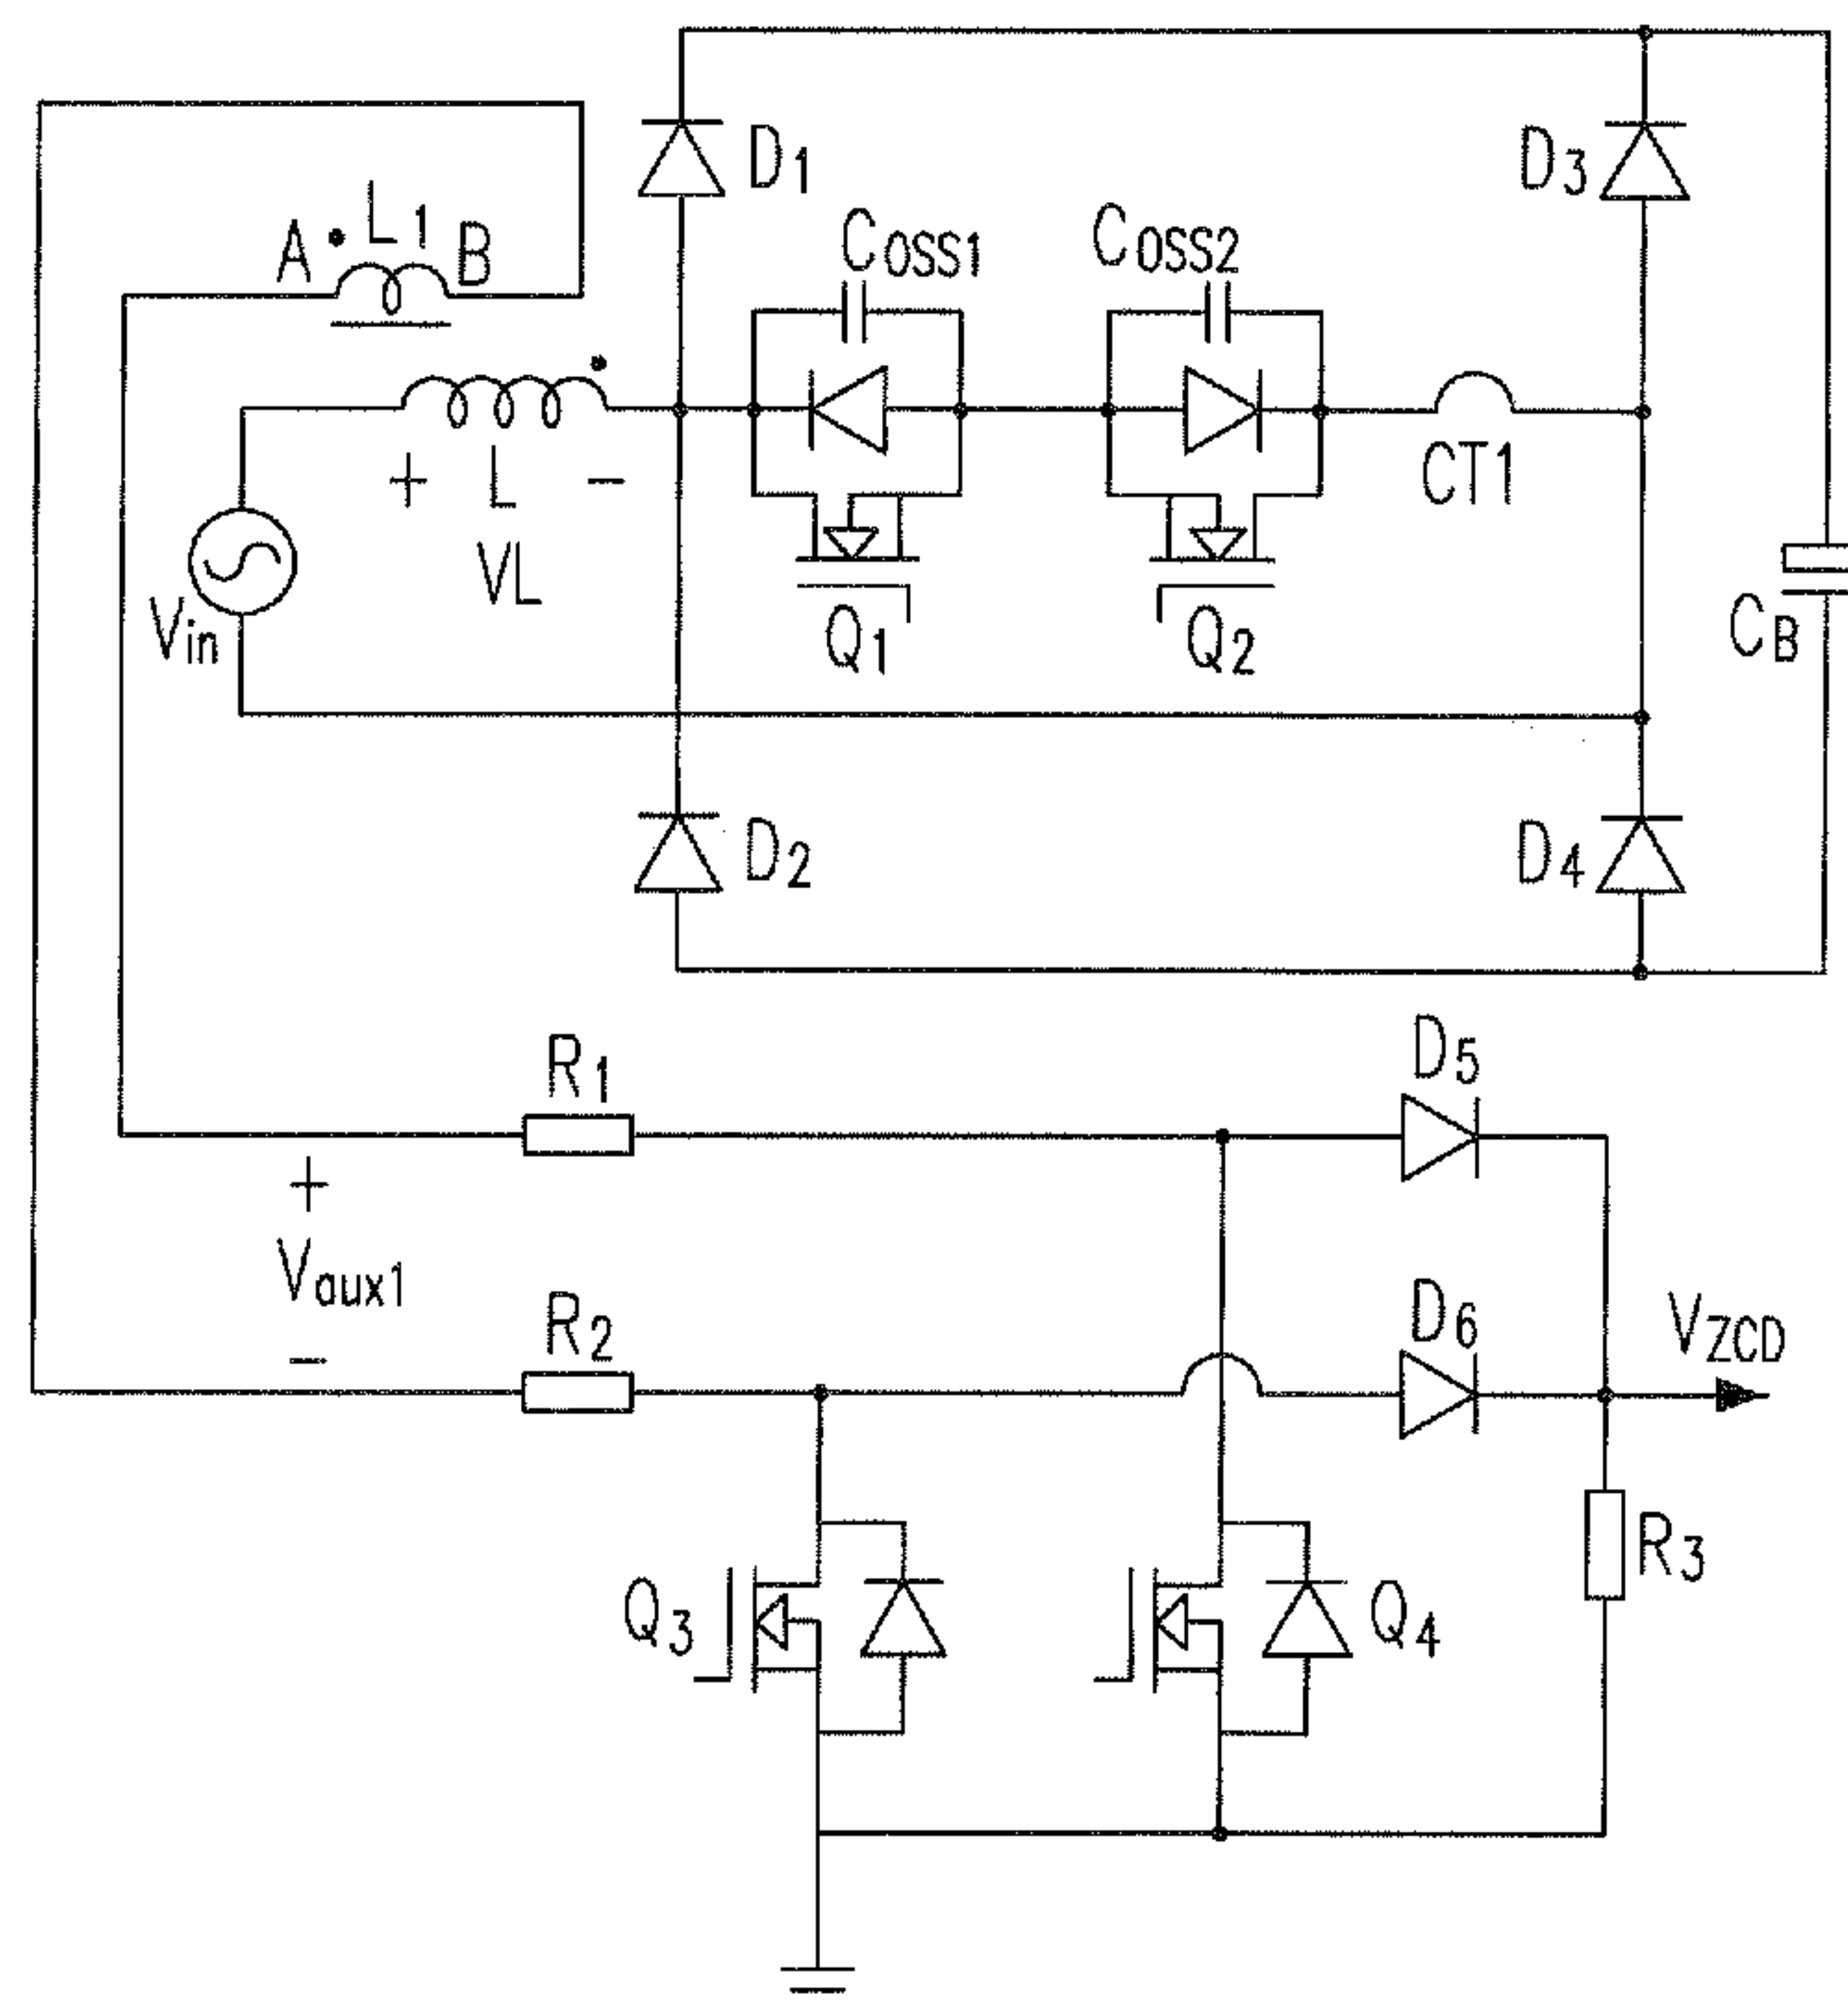 D1
D3
A L1 B
COSS1
COSS2
+ L -
VL
CT1
Vin
Q1
Q2
CB
D2
D4
R1
D5
+
Vaux1
-
R2
D6
VZCD
Q3
Q4
R3